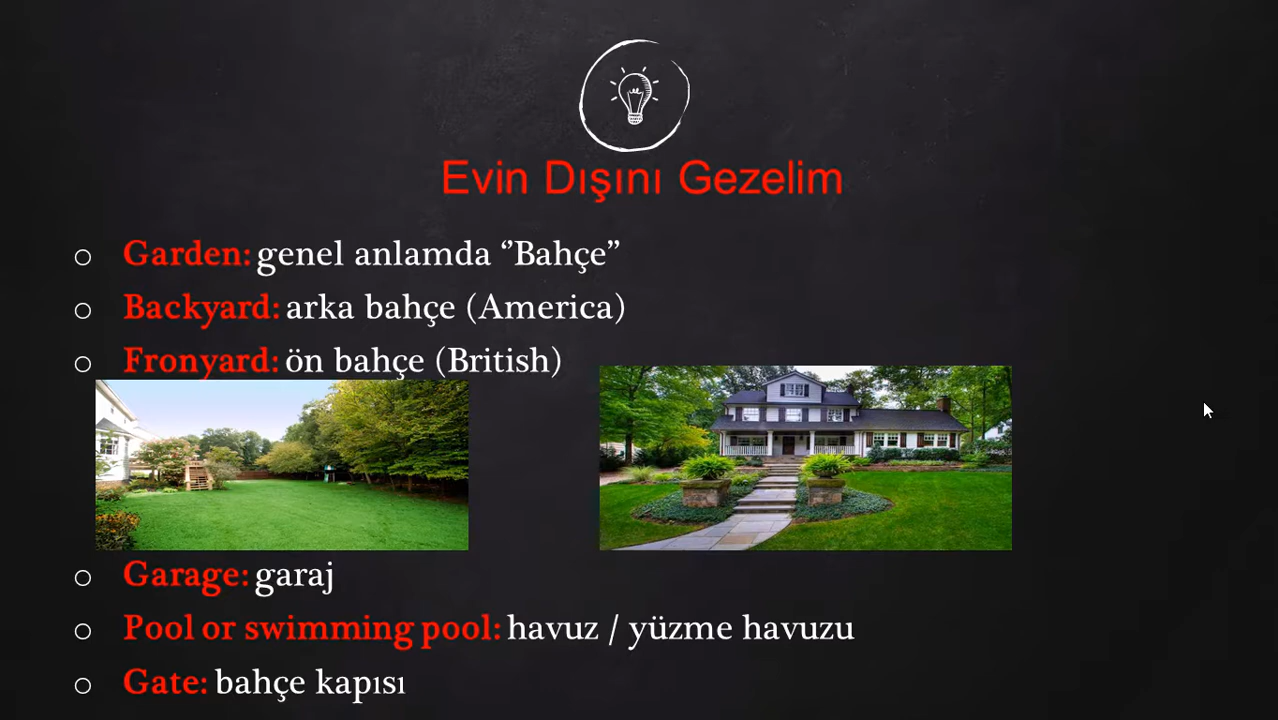 Evin Dışını Gezelim
Garden: genel anlamda ‘’Bahçe’’
Backyard: arka bahçe (America)
Fronyard: ön bahçe (British)
Garage: garaj
Pool or swimming pool: havuz / yüzme havuzu
Gate: bahçe kapısı